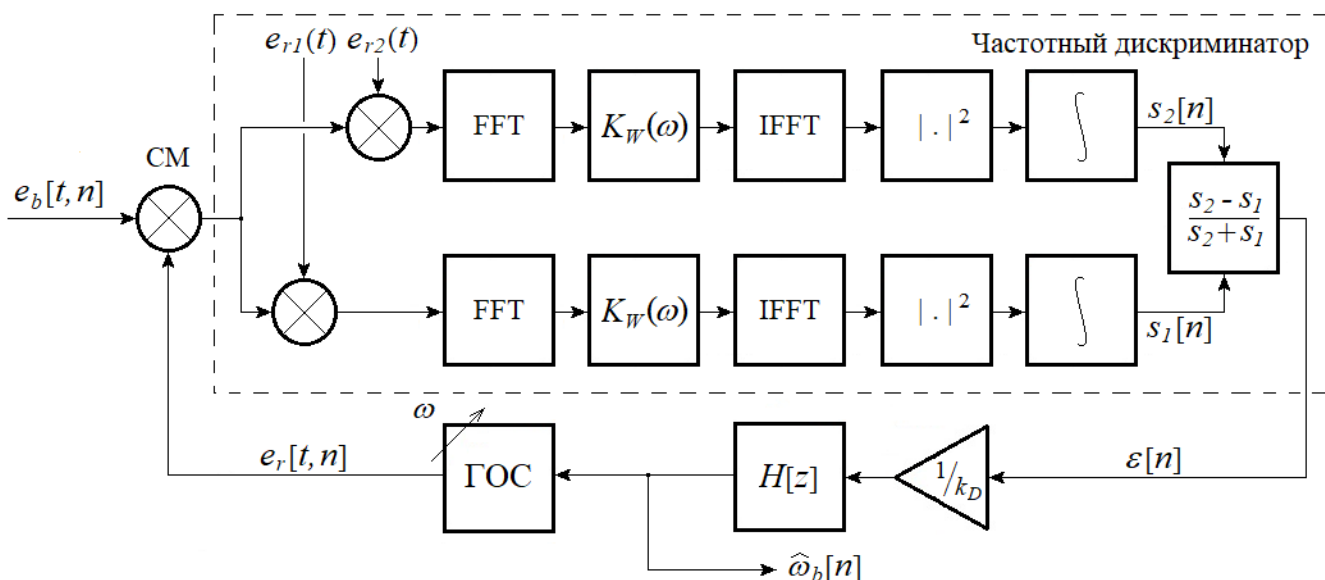 e_{r1}(t) e_{r2}(t)
Частотный дискриминатор
FFT K_W(ω) IFFT | . |² ∫ s_2[n]
СМ
e_b[t, n]
s_2 - s_1
s_2 + s_1
FFT K_W(ω) IFFT | . |² ∫ s_1[n]
ω
e_r[t, n] ГОС H[z] 1/k_D ε[n]
ω̂_b[n]